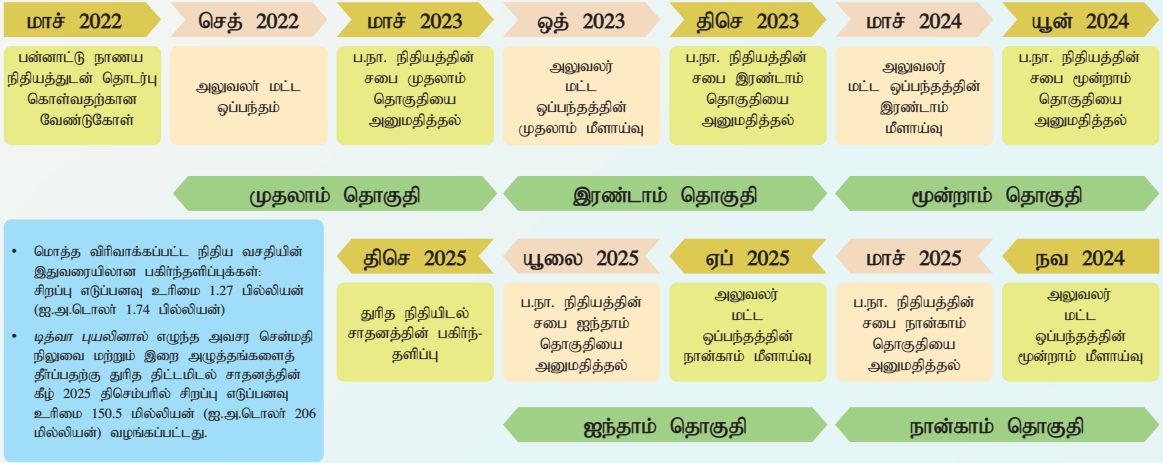 மார்ச் 2022
செத் 2022
மார்ச் 2023
ஒத் 2023
திசெ 2023
மார்ச் 2024
யூன் 2024
பன்னாட்டு நாணய
நிதியத்துடன் தொடர்பு
கொள்வதற்கான
வேண்டுகோள்
அலுவலர் மட்ட
ஒப்பந்தம்
ப.நா. நிதியத்தின்
சபை முதலாம்
தொகுதியை
அனுமதித்தல்
அலுவலர்
மட்ட
ஒப்பந்தத்தின்
முதலாம் மீளாய்வு
ப.நா. நிதியத்தின்
சபை இரண்டாம்
தொகுதியை
அனுமதித்தல்
அலுவலர்
மட்ட ஒப்பந்தத்தின்
இரண்டாம்
மீளாய்வு
ப.நா. நிதியத்தின்
சபை மூன்றாம்
தொகுதியை
அனுமதித்தல்
முதலாம் தொகுதி
இரண்டாம் தொகுதி
மூன்றாம் தொகுதி
• மொத்த விரிவாக்கப்பட்ட நிதிய வசதியின்
இதுவரையிலான பகிர்ந்தளிப்புக்கள்:
சிறப்பு எடுப்பனவு உரிமை 1.27 பில்லியன்
(ஐ.அ.டொலர் 1.74 பில்லியன்)
• டித்வா புயலினால் எழுந்த அவசர சென்மதி
நிலுவை மற்றும் இறை அழுத்தங்களைத்
தீர்ப்பதற்கு துரித திட்டமிடல் சாதனத்தின்
கீழ் 2025 திசெம்பரில் சிறப்பு எடுப்பனவு
உரிமை 150.5 மில்லியன் (ஐ.அ.டொலர் 206
மில்லியன்) வழங்கப்பட்டது.
திசெ 2025
யூலை 2025
ஏப் 2025
மார்ச் 2025
நவ 2024
துரித நிதியிடல்
சாதனத்தின் பகிர்ந்-
தளிப்பு
ப.நா. நிதியத்தின்
சபை ஐந்தாம்
தொகுதியை
அனுமதித்தல்
அலுவலர்
மட்ட
ஒப்பந்தத்தின்
நான்காம் மீளாய்வு
ப.நா. நிதியத்தின்
சபை நான்காம்
தொகுதியை
அனுமதித்தல்
அலுவலர்
மட்ட
ஒப்பந்தத்தின்
மூன்றாம் மீளாய்வு
ஐந்தாம் தொகுதி
நான்காம் தொகுதி